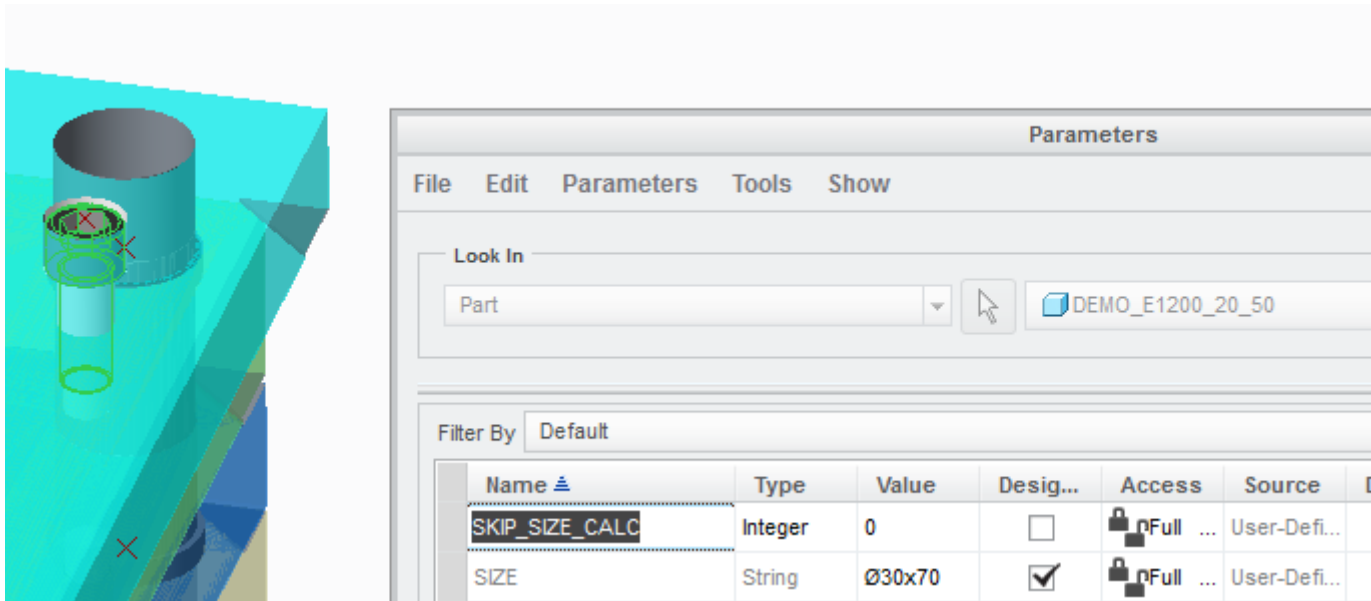 Parameters
File Edit Parameters Tools Show
Look In
Part DEMO_E1200_20_50
Filter By Default
Name Type Value Desig... Access Source
SKIP_SIZE_CALC Integer 0 Full ... User-Defi...
SIZE String Ø30x70 Full ... User-Defi...